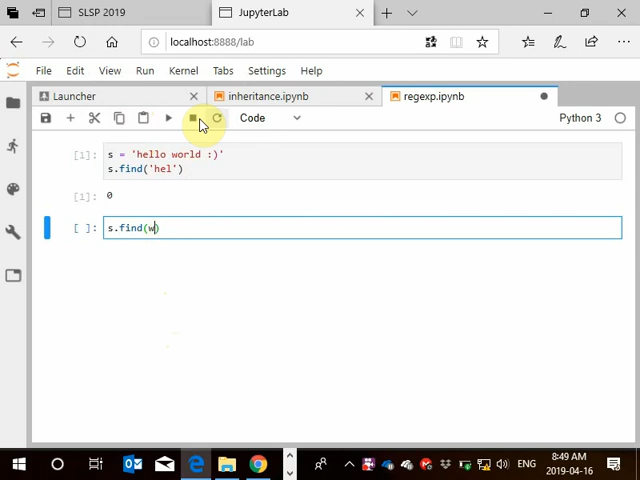 SLSP 2019
JupyterLab
localhost:8888/lab
File Edit View Run Kernel Tabs Settings Help
Launcher
inheritance.ipynb
regexp.ipynb
Code
Python 3
[1]: s = 'hello world :)'
s.find('hel')
[1]: 0
[ ]: s.find(w)
ENG
8:49 AM
2019-04-16